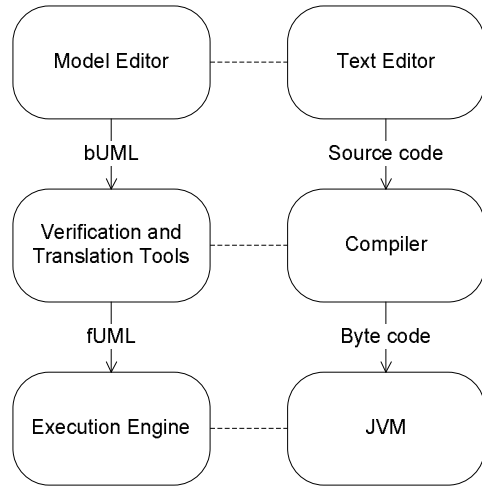 Model Editor
Text Editor
bUML
Source code
Verification and
Translation Tools
Compiler
fUML
Byte code
Execution Engine
JVM